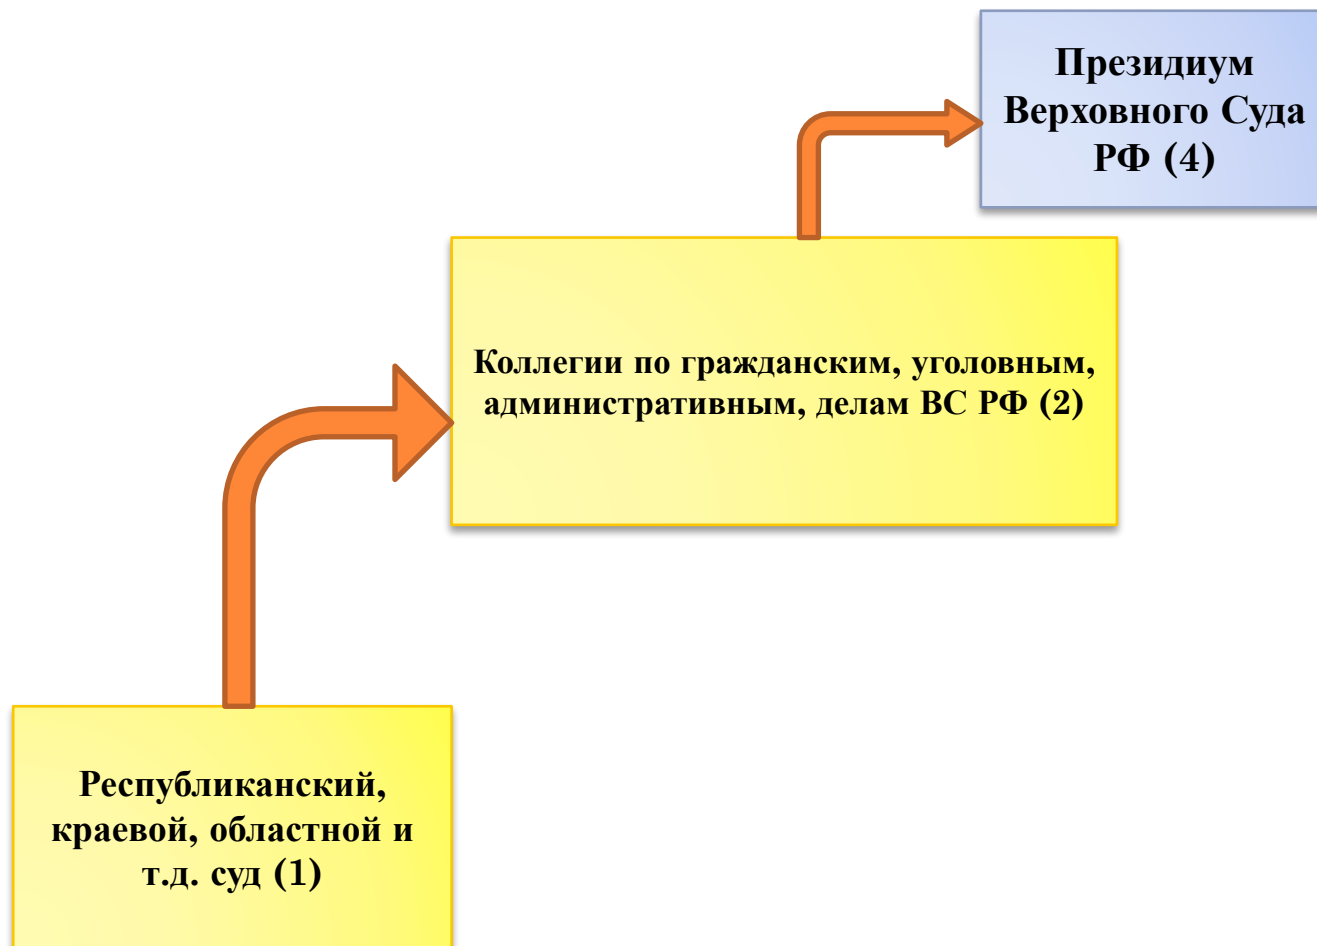 Президиум
Верховного Суда
РФ (4)
Коллегии по гражданским, уголовным,
административным, делам ВС РФ (2)
Республиканский,
краевой, областной и
т.д. суд (1)